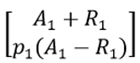 [A₁ + R₁
p₁(A₁ − R₁)]